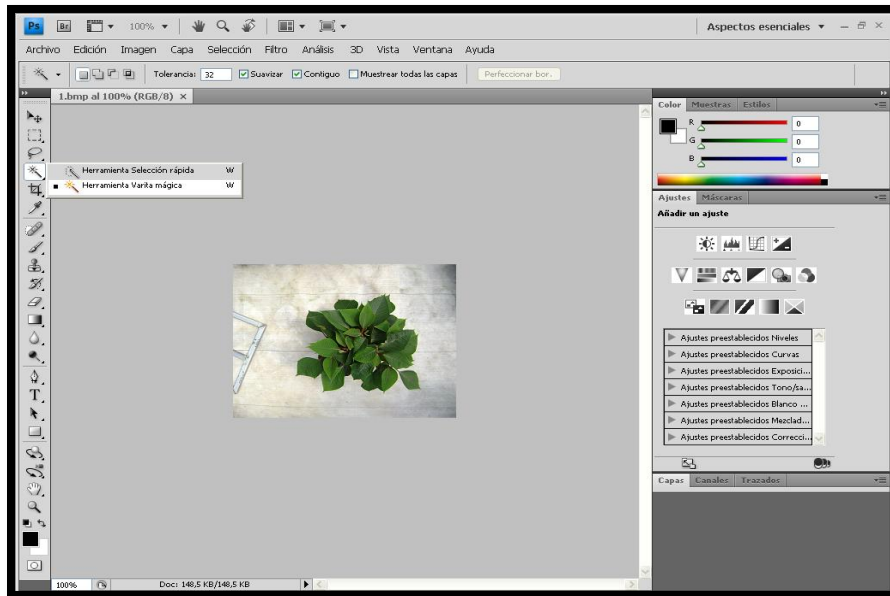 Ps Br 100% Aspectos esenciales
Archivo Edición Imagen Capa Selección Filtro Análisis 3D Vista Ventana Ayuda
Tolerancia: 32 Suavizar Contiguo Muestrear todas las capas Perfeccionar bor.
1.bmp al 100% (RGB/8) ×
Herramienta Selección rápida W
Herramienta Varita mágica W
T
Color Muestras Estilos
R 0
G 0
B 0
Ajustes Máscaras
Añadir un ajuste
Ajustes preestablecidos Niveles
Ajustes preestablecidos Curvas
Ajustes preestablecidos Exposici...
Ajustes preestablecidos Tono/sa...
Ajustes preestablecidos Blanco ...
Ajustes preestablecidos Mezclad...
Ajustes preestablecidos Correcci...
Capas Canales Trazados
100% Doc: 148,5 KB/148,5 KB